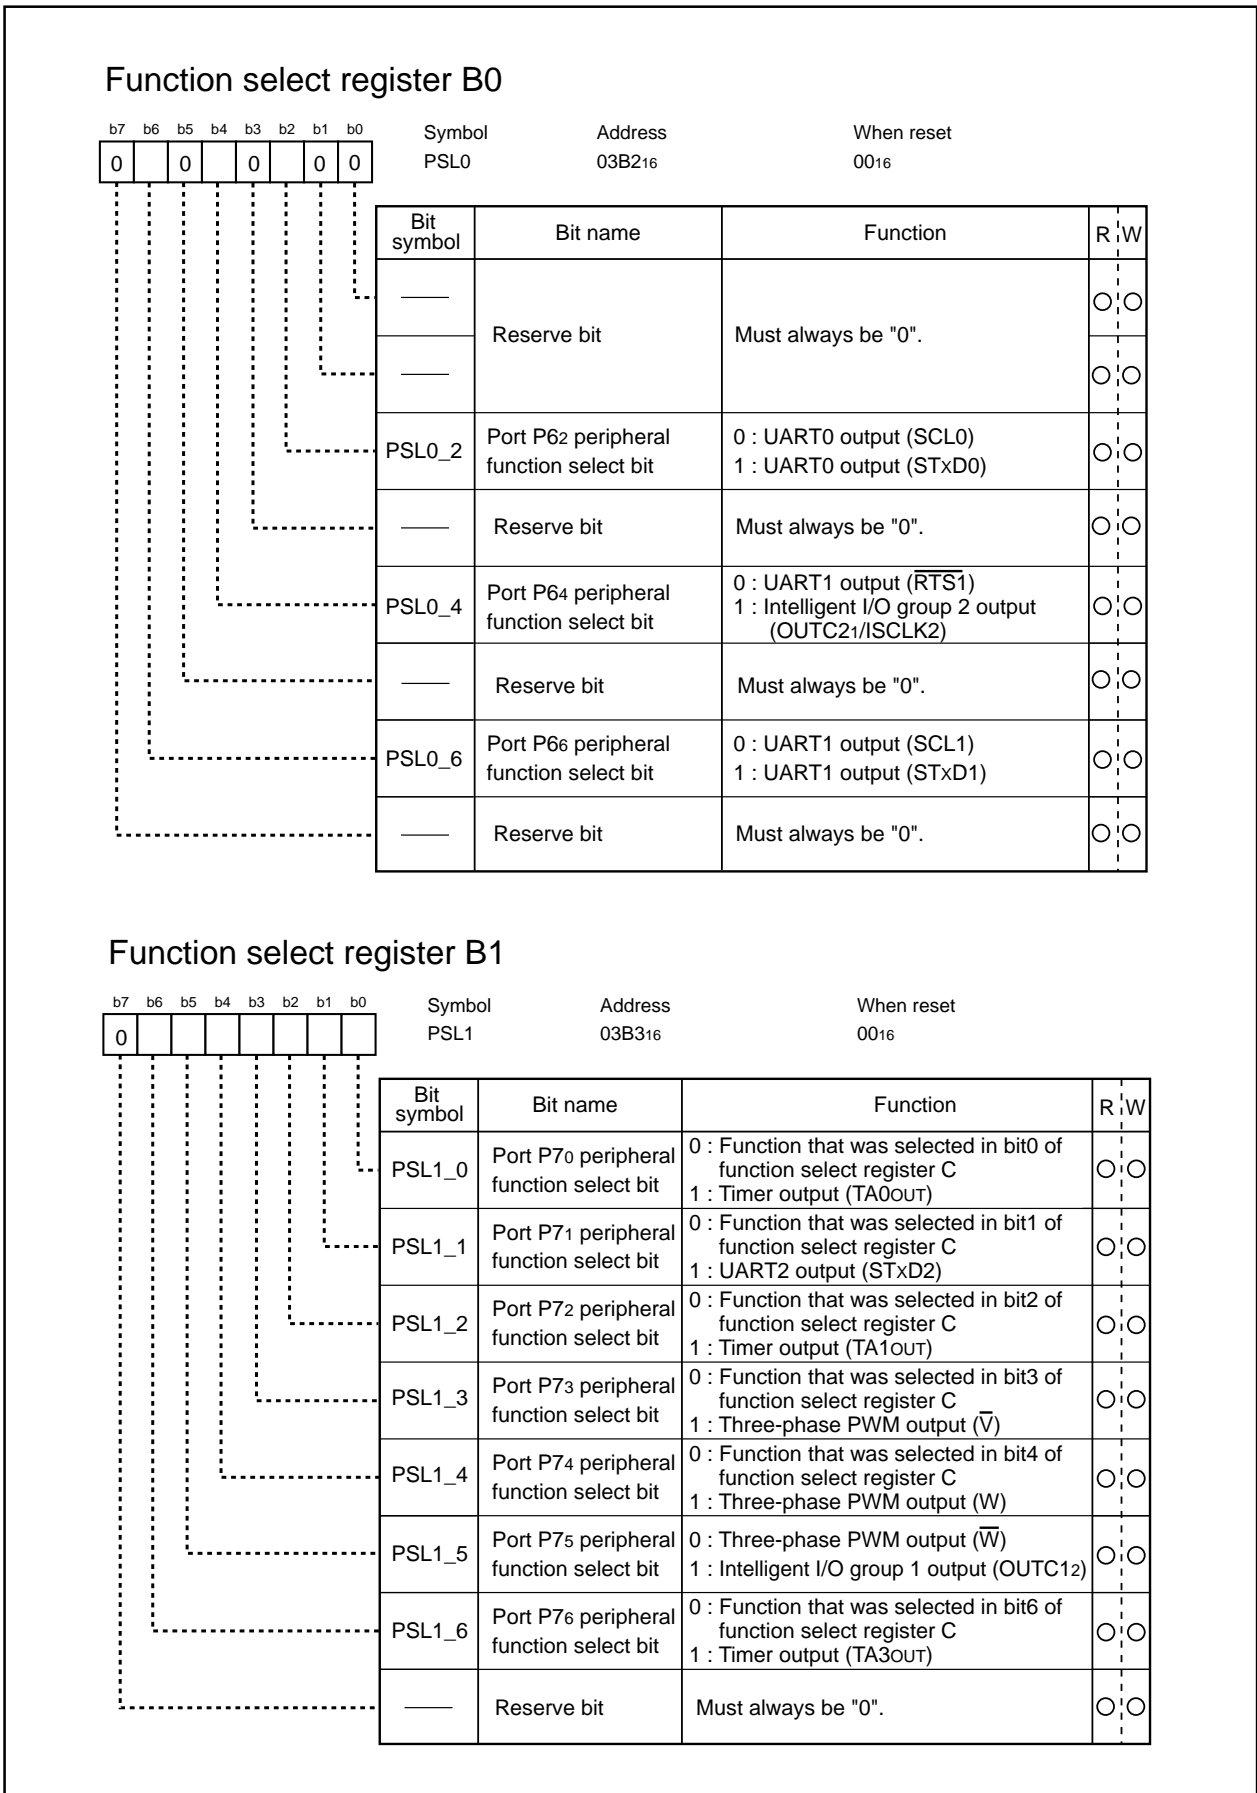 Function select register B0
b7 b6 b5 b4 b3 b2 b1 b0
Symbol Address When reset
0 0 0 0 0
PSL0 03B216 0016
Bit symbol Bit name Function R W
Reserve bit Must always be "0".
PSL0_2 Port P62 peripheral function select bit
0 : UART0 output (SCL0)
1 : UART0 output (STxD0)
Reserve bit Must always be "0".
PSL0_4 Port P64 peripheral function select bit
0 : UART1 output (R̅T̅S̅1̅)
1 : Intelligent I/O group 2 output
(OUTC21/ISCLK2)
Reserve bit Must always be "0".
PSL0_6 Port P66 peripheral function select bit
0 : UART1 output (SCL1)
1 : UART1 output (STxD1)
Reserve bit Must always be "0".
Function select register B1
b7 b6 b5 b4 b3 b2 b1 b0
Symbol Address When reset
0
PSL1 03B316 0016
Bit symbol Bit name Function R W
PSL1_0 Port P70 peripheral function select bit
0 : Function that was selected in bit0 of
function select register C
1 : Timer output (TA0OUT)
PSL1_1 Port P71 peripheral function select bit
0 : Function that was selected in bit1 of
function select register C
1 : UART2 output (STxD2)
PSL1_2 Port P72 peripheral function select bit
0 : Function that was selected in bit2 of
function select register C
1 : Timer output (TA1OUT)
PSL1_3 Port P73 peripheral function select bit
0 : Function that was selected in bit3 of
function select register C
1 : Three-phase PWM output (V̅)
PSL1_4 Port P74 peripheral function select bit
0 : Function that was selected in bit4 of
function select register C
1 : Three-phase PWM output (W)
PSL1_5 Port P75 peripheral function select bit
0 : Three-phase PWM output (W̅)
1 : Intelligent I/O group 1 output (OUTC12)
PSL1_6 Port P76 peripheral function select bit
0 : Function that was selected in bit6 of
function select register C
1 : Timer output (TA3OUT)
Reserve bit Must always be "0".